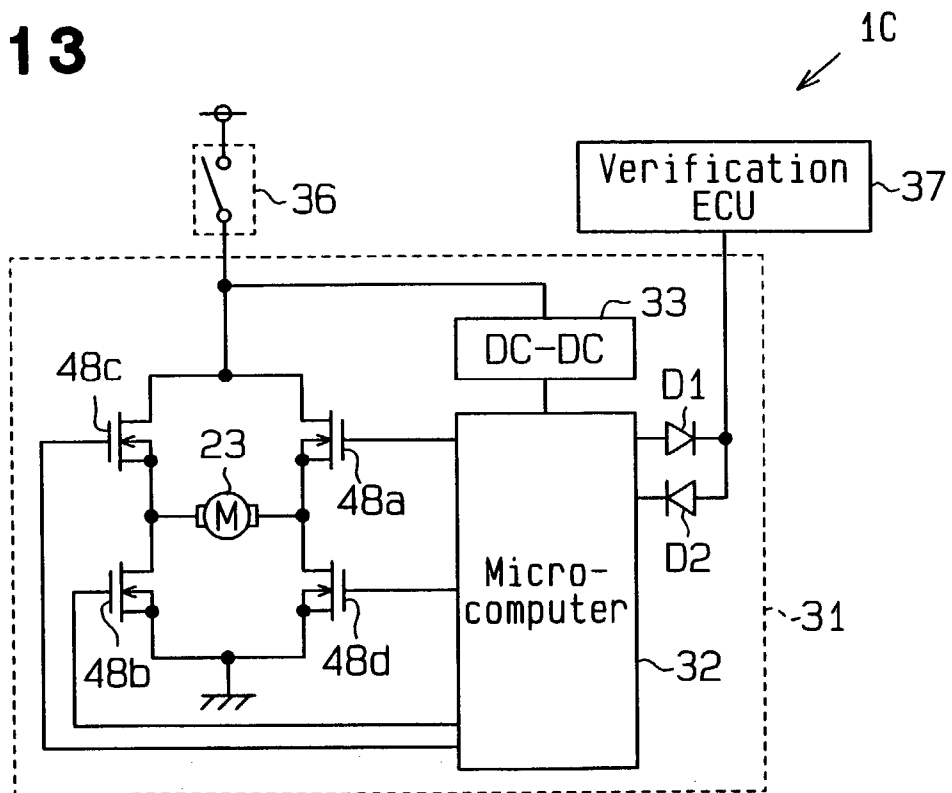 13
1C
36
Verification
ECU
37
33
DC-DC
48c
D1
23
M
48a
D2
Micro-
computer
31
48b
48d
32